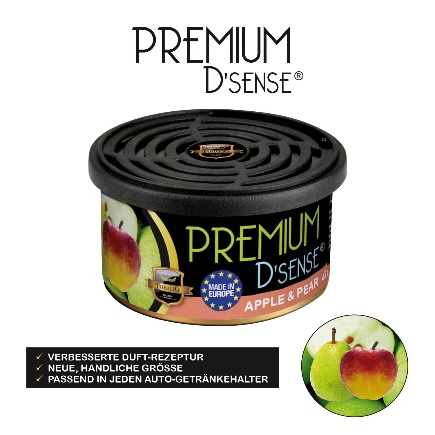 PREMIUM
D'SENSE®
PREMIUM
D'SENSE®
MADE IN
EUROPE
APPLE & PEAR
✓ VERBESSERTE DUFT-REZEPTUR
✓ NEUE, HANDLICHE GRÖSSE
✓ PASSEND IN JEDEN AUTO-GETRÄNKEHALTER